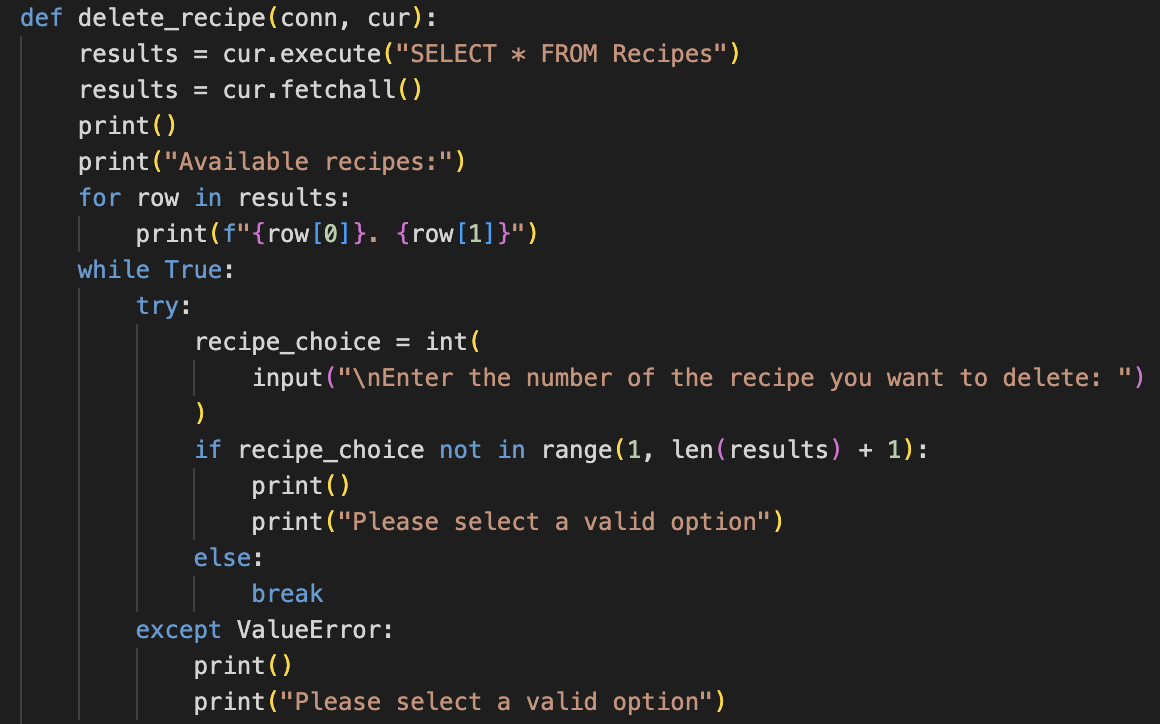 def delete_recipe(conn, cur):
    results = cur.execute("SELECT * FROM Recipes")
    results = cur.fetchall()
    print()
    print("Available recipes:")
    for row in results:
        print(f"{row[0]}. {row[1]}")
    while True:
        try:
            recipe_choice = int(
                input("\nEnter the number of the recipe you want to delete: ")
            )
            if recipe_choice not in range(1, len(results) + 1):
                print()
                print("Please select a valid option")
            else:
                break
        except ValueError:
            print()
            print("Please select a valid option")